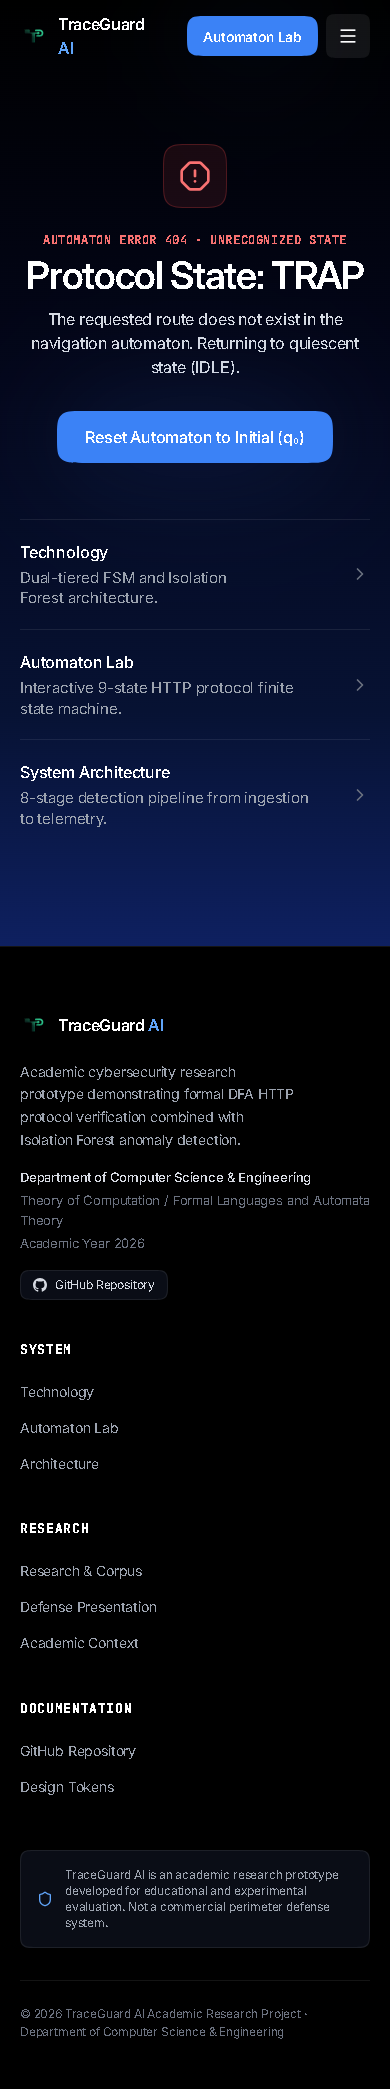 TraceGuard
AI
Automaton Lab
AUTOMATON ERROR 404 · UNRECOGNIZED STATE
Protocol State: TRAP
The requested route does not exist in the
navigation automaton. Returning to quiescent
state (IDLE).
Reset Automaton to Initial (q₀)
Technology
Dual-tiered FSM and Isolation
Forest architecture.
Automaton Lab
Interactive 9-state HTTP protocol finite
state machine.
System Architecture
8-stage detection pipeline from ingestion
to telemetry.
TraceGuard AI
Academic cybersecurity research
prototype demonstrating formal DFA HTTP
protocol verification combined with
Isolation Forest anomaly detection.
Department of Computer Science & Engineering
Theory of Computation / Formal Languages and Automata
Theory
Academic Year 2026
GitHub Repository
SYSTEM
Technology
Automaton Lab
Architecture
RESEARCH
Research & Corpus
Defense Presentation
Academic Context
DOCUMENTATION
GitHub Repository
Design Tokens
TraceGuard AI is an academic research prototype
developed for educational and experimental
evaluation. Not a commercial perimeter defense
system.
© 2026 TraceGuard AI Academic Research Project ·
Department of Computer Science & Engineering